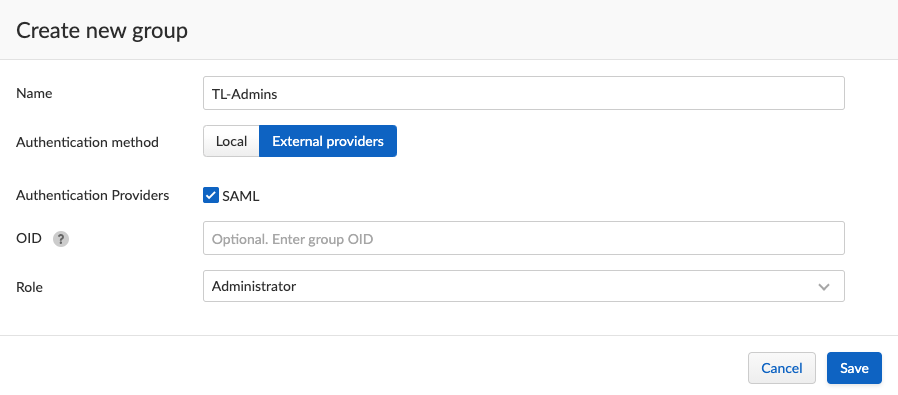 Create new group
Name
TL-Admins
Authentication method
Local
External providers
Authentication Providers
SAML
OID
?
Optional. Enter group OID
Role
Administrator
Cancel
Save